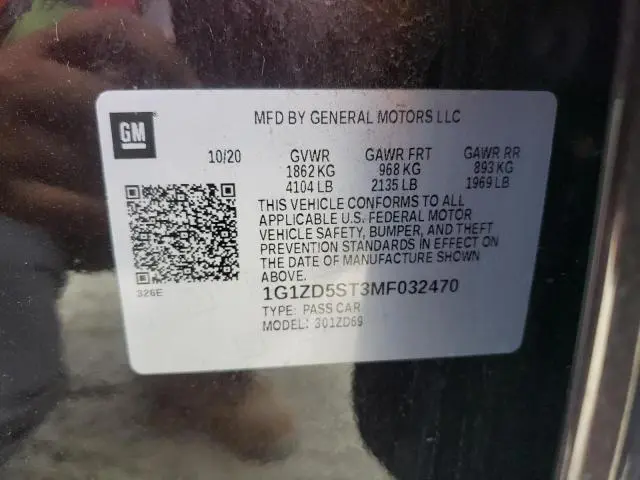 GM
MFD BY GENERAL MOTORS LLC
10/20 GVWR GAWR FRT GAWR RR
1862 KG 968 KG 893 KG
4104 LB 2135 LB 1969 LB
THIS VEHICLE CONFORMS TO ALL
APPLICABLE U.S. FEDERAL MOTOR
VEHICLE SAFETY, BUMPER, AND THEFT
PREVENTION STANDARDS IN EFFECT ON
THE DATE OF MANUFACTURE SHOWN
ABOVE.
326E
1G1ZD5ST3MF032470
TYPE: PASS CAR
MODEL: 301ZD69